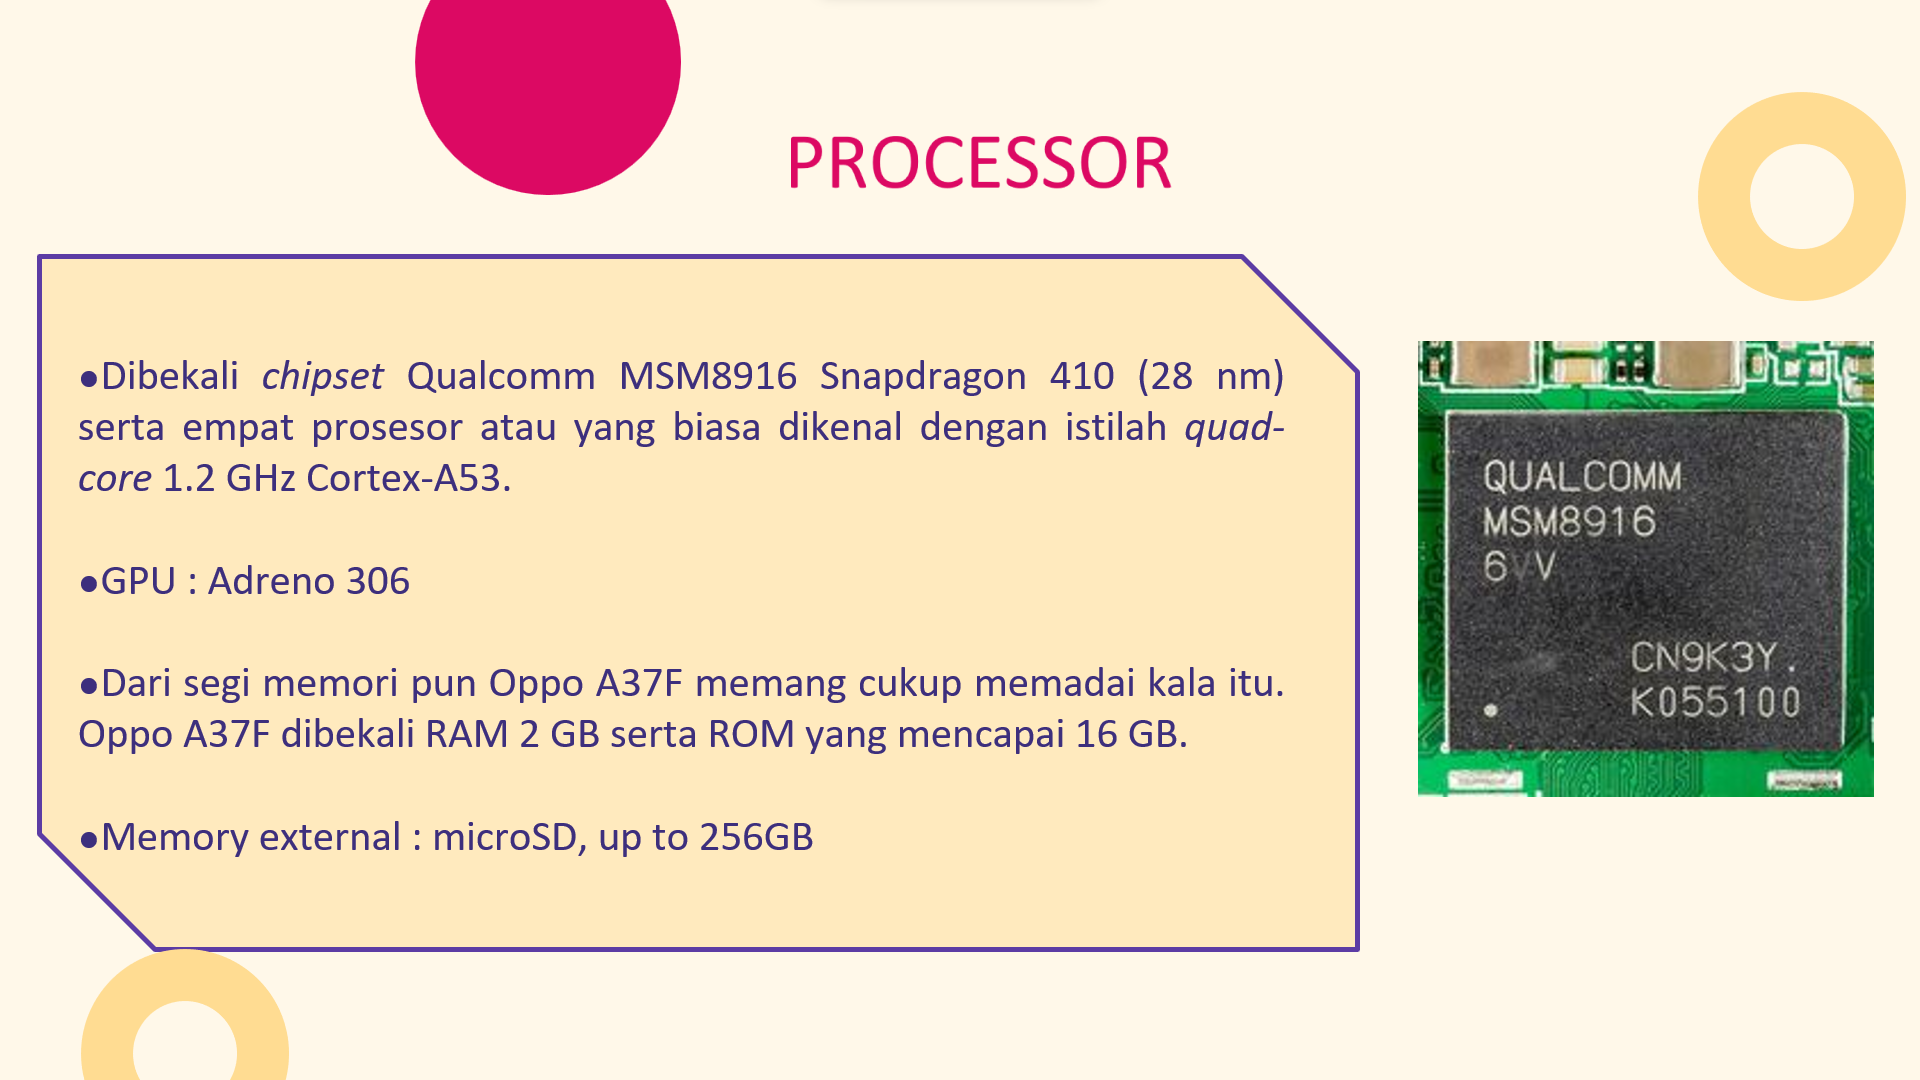 PROCESSOR
●Dibekali chipset Qualcomm MSM8916 Snapdragon 410 (28 nm)
serta empat prosesor atau yang biasa dikenal dengan istilah quad-
core 1.2 GHz Cortex-A53.
●GPU : Adreno 306
●Dari segi memori pun Oppo A37F memang cukup memadai kala itu.
Oppo A37F dibekali RAM 2 GB serta ROM yang mencapai 16 GB.
●Memory external : microSD, up to 256GB
QUALCOMM
MSM8916
6VV
CN9K3Y.
K055100